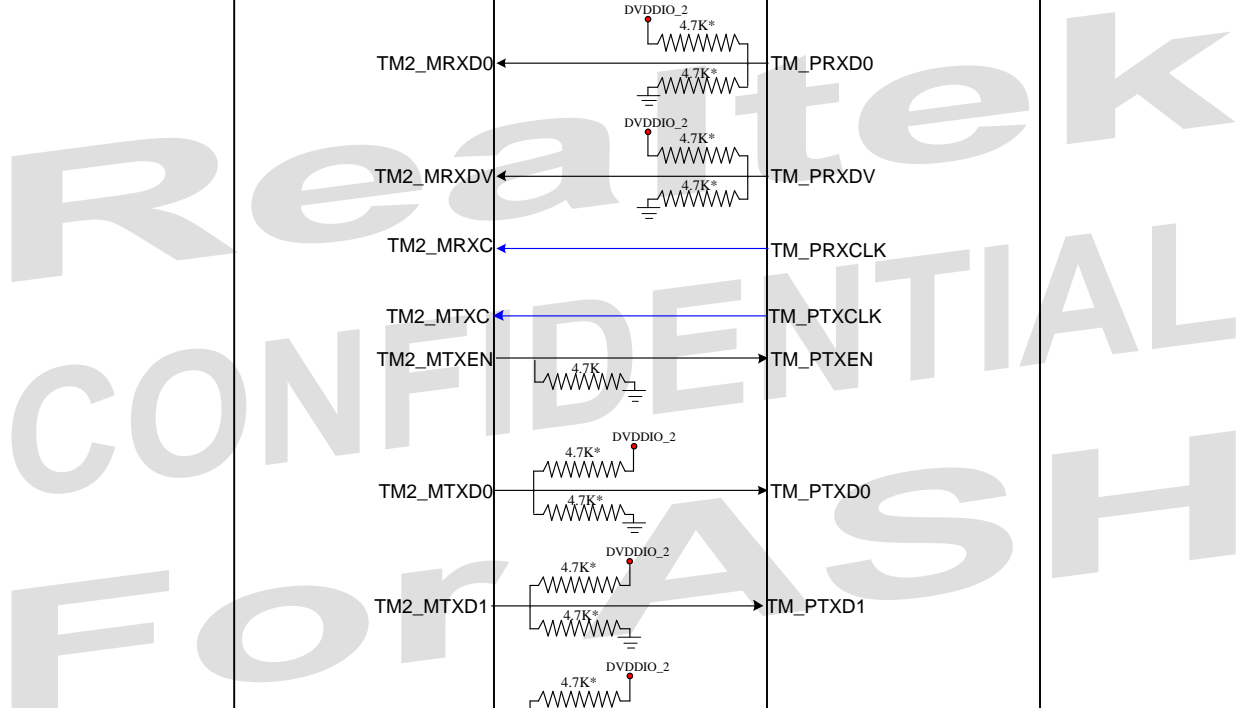 DVDDIO_2
4.7K*
TM2_MRXD0
TM_PRXD0
4.7K*
DVDDIO_2
4.7K*
TM2_MRXDV
TM_PRXDV
4.7K*
TM2_MRXC
TM_PRXCLK
TM2_MTXC
TM_PTXCLK
TM2_MTXEN
TM_PTXEN
4.7K
DVDDIO_2
4.7K*
TM2_MTXD0
TM_PTXD0
4.7K*
DVDDIO_2
4.7K*
TM2_MTXD1
TM_PTXD1
4.7K*
DVDDIO_2
4.7K*
Realtek
CONFIDENTIAL
For ASH